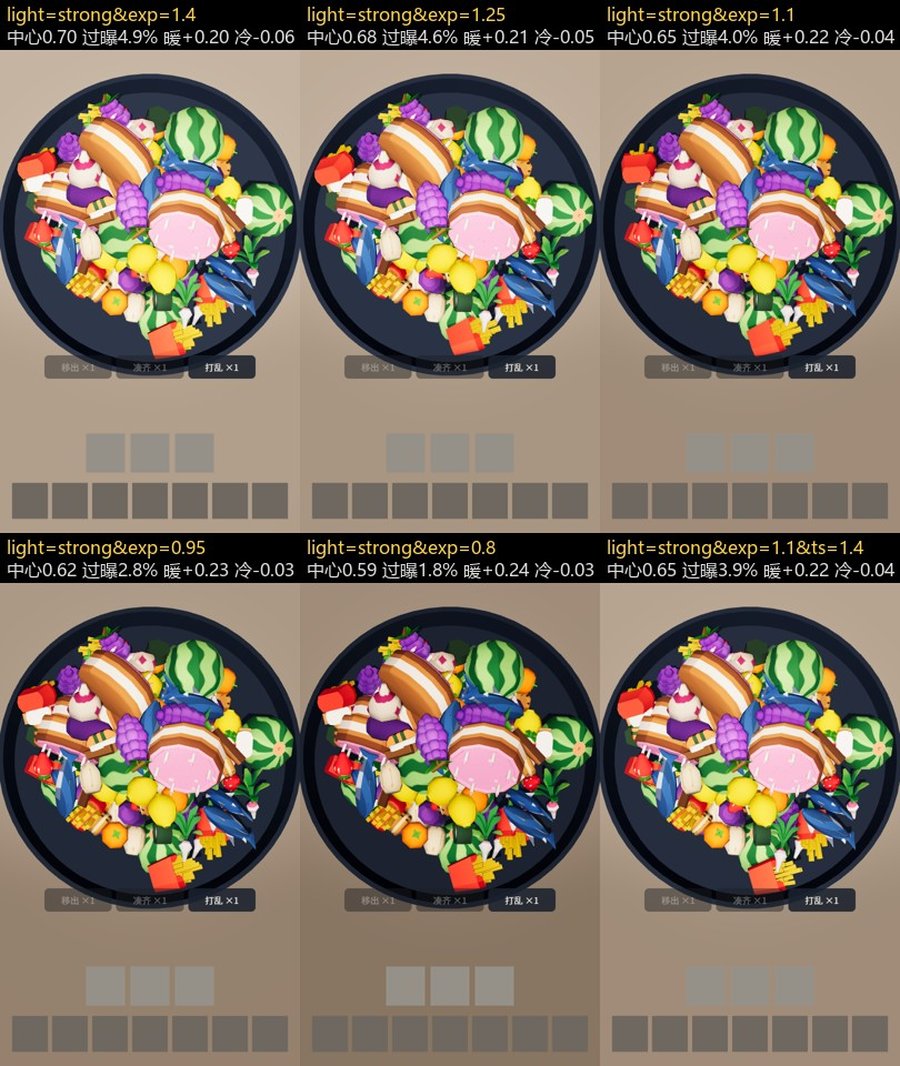 light=strong&exp=1.4
中心0.70 过曝4.9% 暖+0.20 冷-0.06
light=strong&exp=1.25
中心0.68 过曝4.6% 暖+0.21 冷-0.05
light=strong&exp=1.1
中心0.65 过曝4.0% 暖+0.22 冷-0.04
移出 ×1
凑齐 ×1
打乱 ×1
移出 ×1
凑齐 ×1
打乱 ×1
移出 ×1
凑齐 ×1
打乱 ×1
light=strong&exp=0.95
中心0.62 过曝2.8% 暖+0.23 冷-0.03
light=strong&exp=0.8
中心0.59 过曝1.8% 暖+0.24 冷-0.03
light=strong&exp=1.1&ts=1.4
中心0.65 过曝3.9% 暖+0.22 冷-0.04
移出 ×1
凑齐 ×1
打乱 ×1
移出 ×1
凑齐 ×1
打乱 ×1
移出 ×1
凑齐 ×1
打乱 ×1